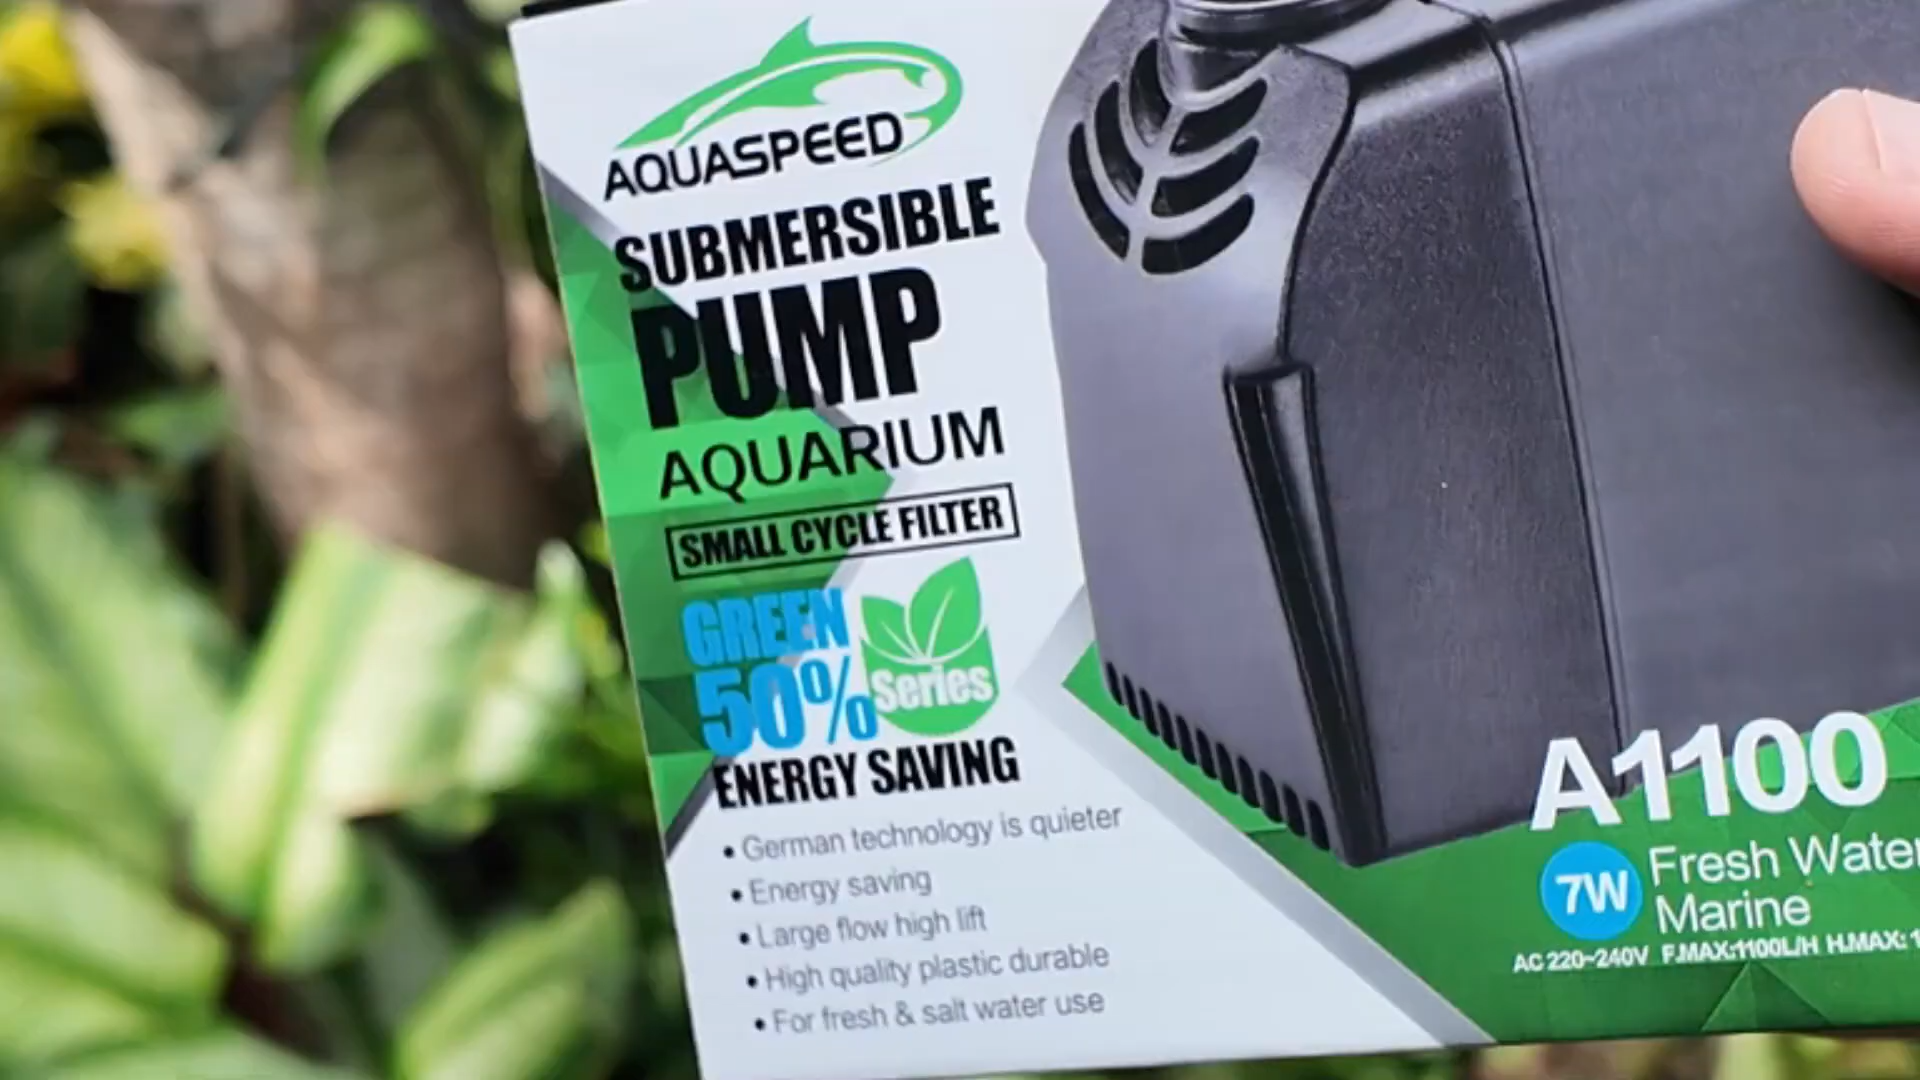 AQUASPEED
SUBMERSIBLE
PUMP
AQUARIUM
SMALL CYCLE FILTER
GREEN
50%
Series
ENERGY SAVING
• German technology is quieter
• Energy saving
• Large flow high lift
• High quality plastic durable
• For fresh & salt water use
A1100
7W
Fresh Water
Marine
AC 220~240V F.MAX:1100L/H H.MAX: